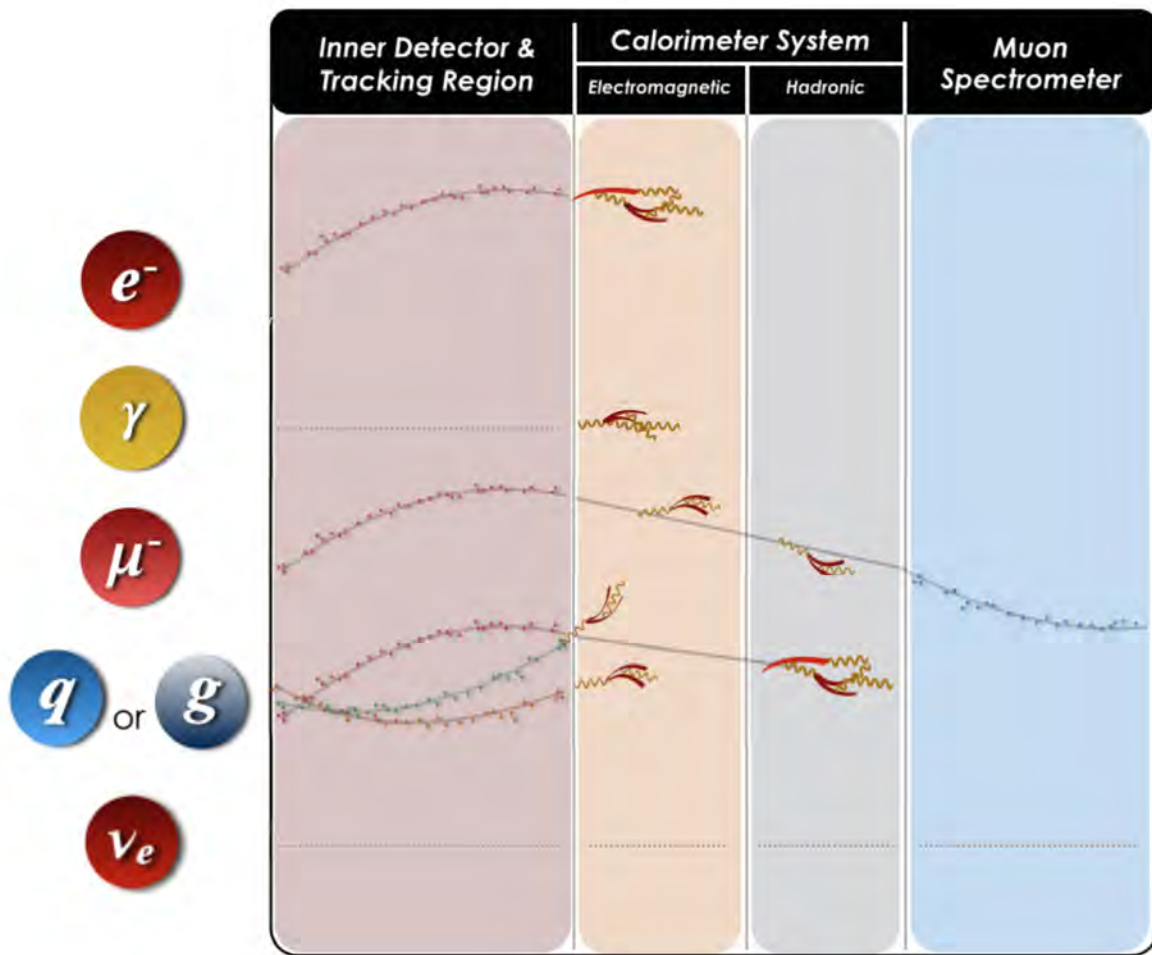 Inner Detector &
Tracking Region
Calorimeter System
Electromagnetic
Hadronic
Muon
Spectrometer
e⁻
γ
μ⁻
q or g
νₑ